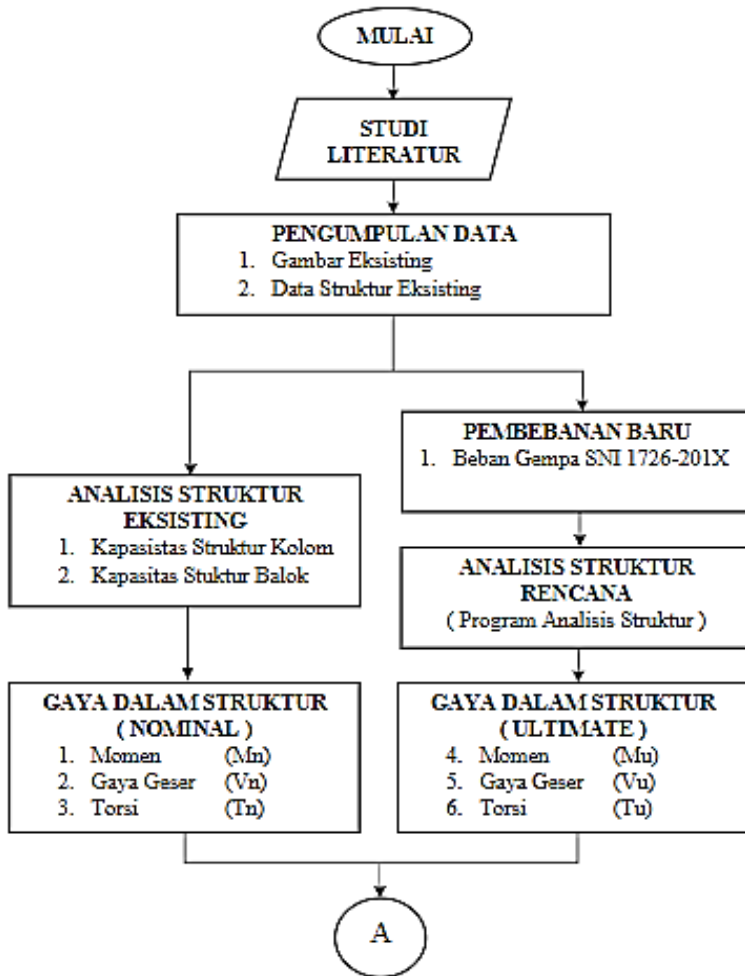 MULAI
STUDI
LITERATUR
PENGUMPULAN DATA
1. Gambar Eksisting
2. Data Struktur Eksisting
ANALISIS STRUKTUR
EKSISTING
1. Kapasistas Struktur Kolom
2. Kapasitas Stuktur Balok
GAYA DALAM STRUKTUR
( NOMINAL )
1. Momen (Mn)
2. Gaya Geser (Vn)
3. Torsi (Tn)
PEMBEBANAN BARU
1. Beban Gempa SNI 1726-201X
ANALISIS STRUKTUR
RENCANA
( Program Analisis Struktur )
GAYA DALAM STRUKTUR
( ULTIMATE )
4. Momen (Mu)
5. Gaya Geser (Vu)
6. Torsi (Tu)
A